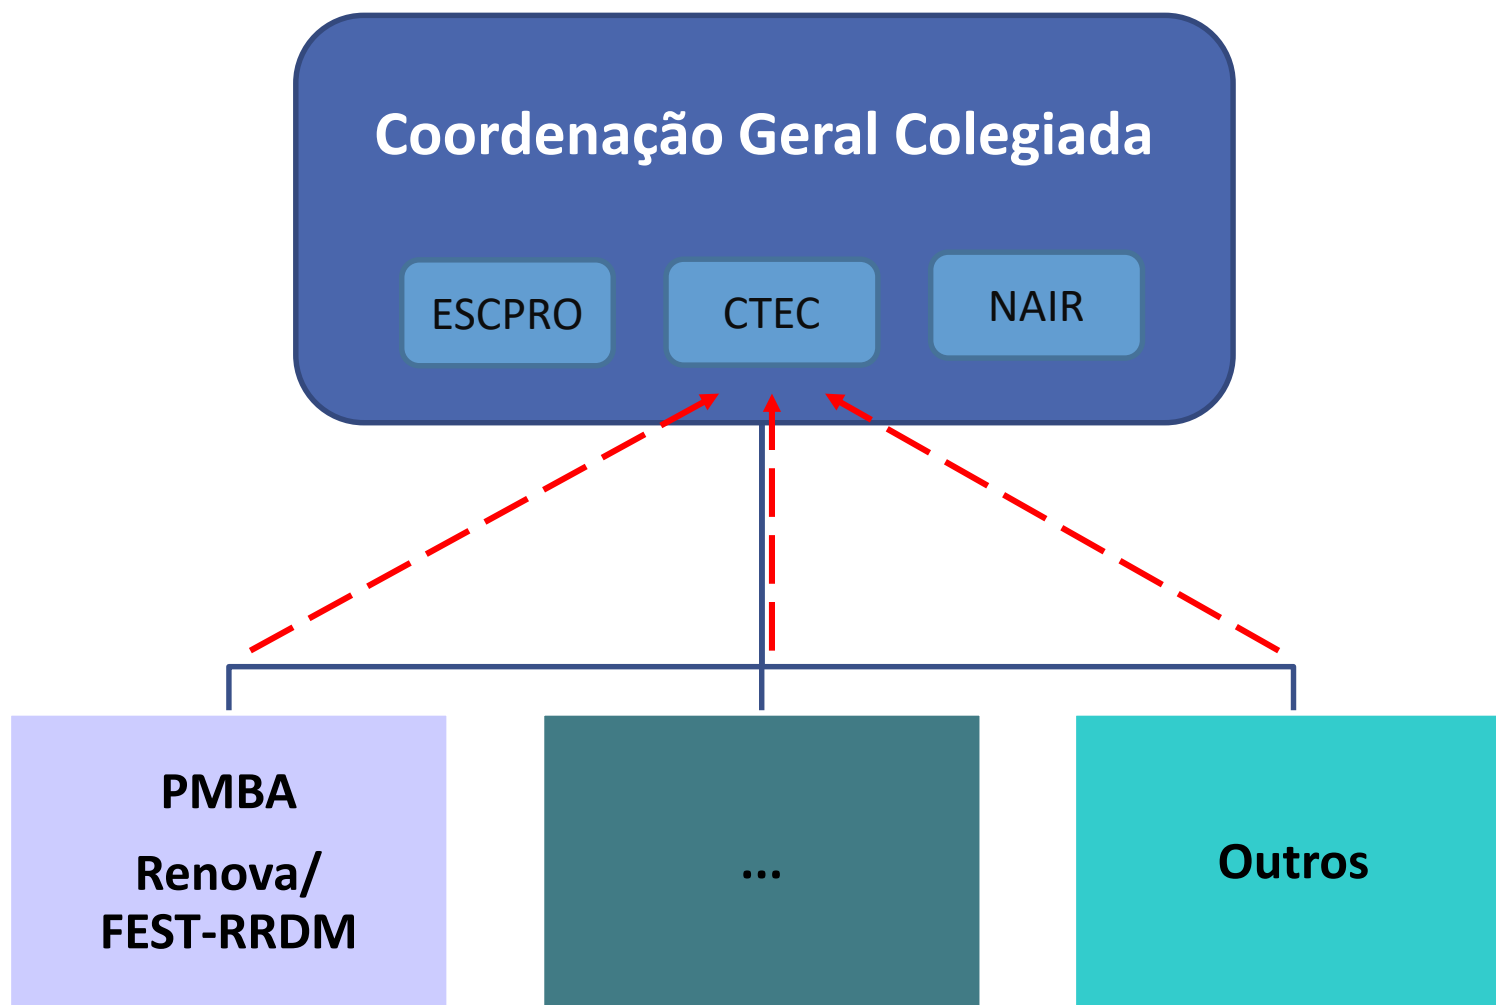 Coordenação Geral Colegiada
ESCPRO
CTEC
NAIR
PMBA
Renova/
FEST-RRDM
...
Outros